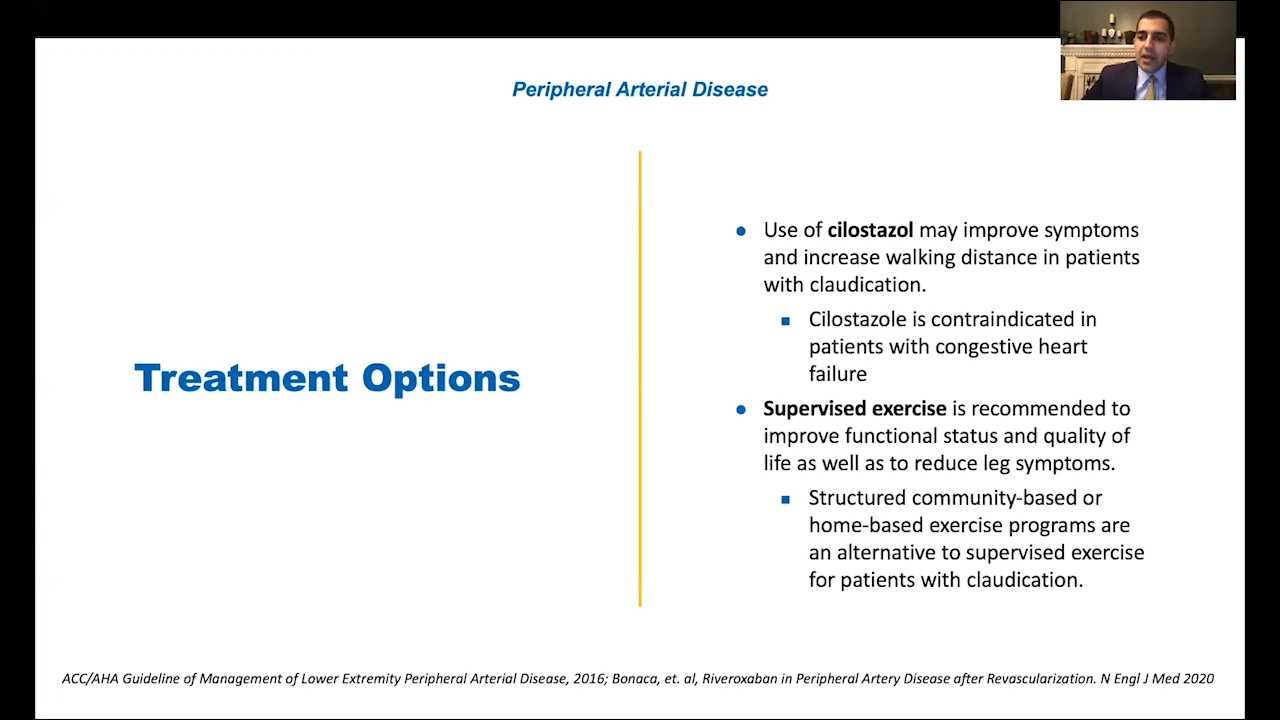 Peripheral Arterial Disease
Treatment Options
● Use of cilostazol may improve symptoms
and increase walking distance in patients
with claudication.
■ Cilostazole is contraindicated in
patients with congestive heart
failure
● Supervised exercise is recommended to
improve functional status and quality of
life as well as to reduce leg symptoms.
■ Structured community-based or
home-based exercise programs are
an alternative to supervised exercise
for patients with claudication.
ACC/AHA Guideline of Management of Lower Extremity Peripheral Arterial Disease, 2016; Bonaca, et. al, Riveroxaban in Peripheral Artery Disease after Revascularization. N Engl J Med 2020